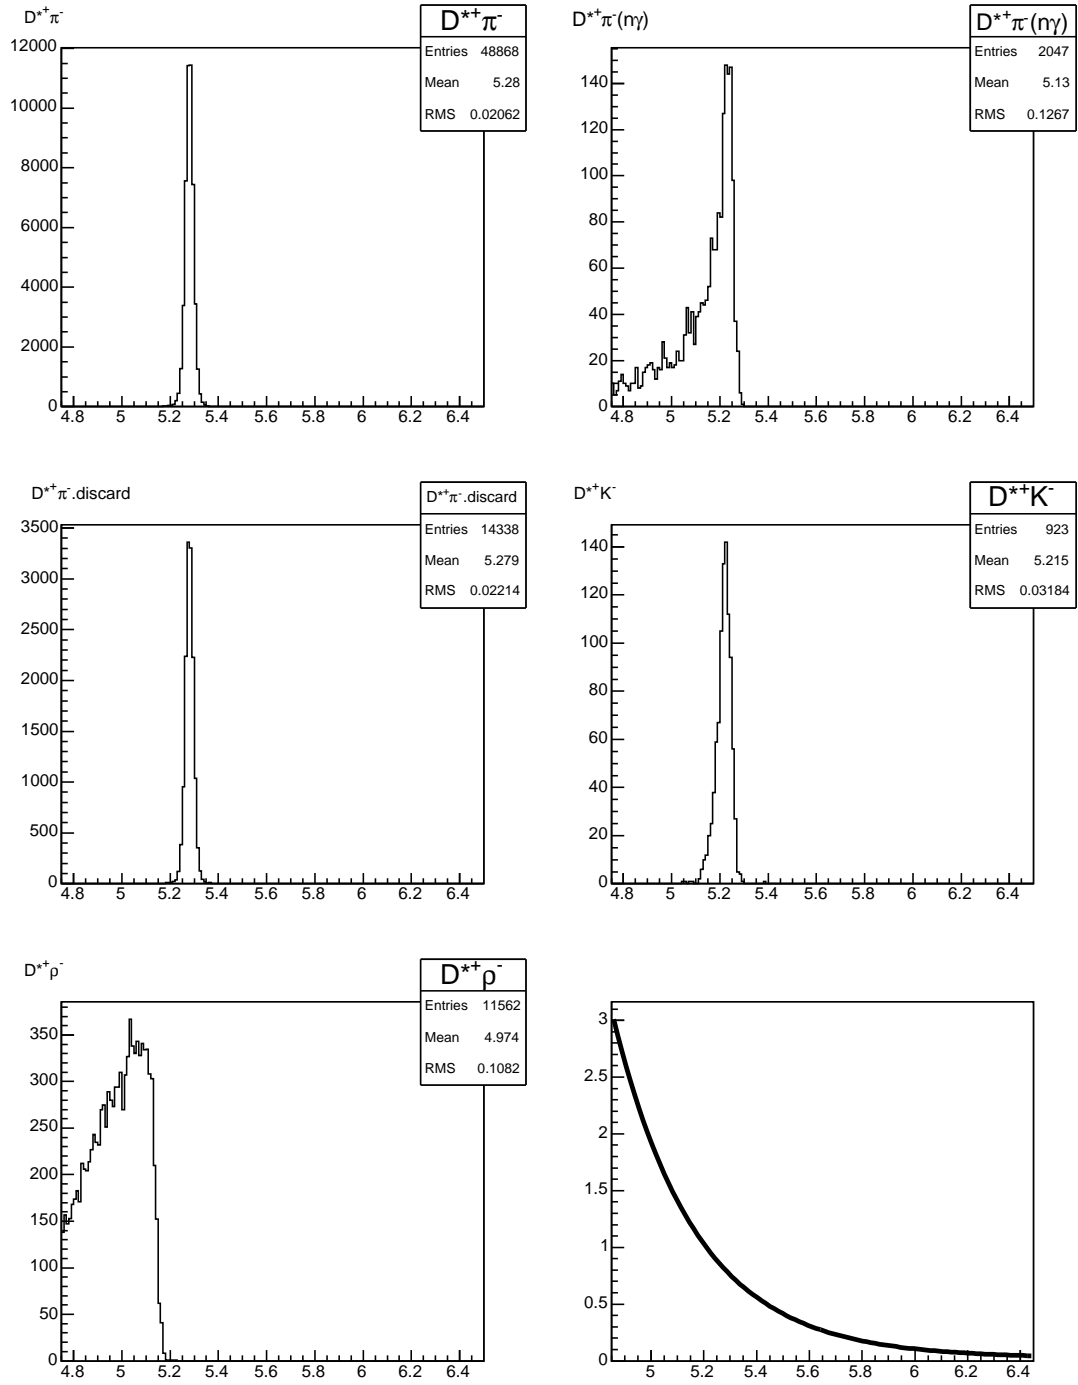 D*+π-
D*+π-
Entries 48868
Mean 5.28
RMS 0.02062
12000
10000
8000
6000
4000
2000
0
4.8 5 5.2 5.4 5.6 5.8 6 6.2 6.4
D*+π-(nγ)
D*+π-(nγ)
Entries 2047
Mean 5.13
RMS 0.1267
140
120
100
80
60
40
20
0
4.8 5 5.2 5.4 5.6 5.8 6 6.2 6.4
D*+π-.discard
D*+π-.discard
Entries 14338
Mean 5.279
RMS 0.02214
3500
3000
2500
2000
1500
1000
500
0
4.8 5 5.2 5.4 5.6 5.8 6 6.2 6.4
D*+K-
D*+K-
Entries 923
Mean 5.215
RMS 0.03184
140
120
100
80
60
40
20
0
4.8 5 5.2 5.4 5.6 5.8 6 6.2 6.4
D*+ρ-
D*+ρ-
Entries 11562
Mean 4.974
RMS 0.1082
350
300
250
200
150
100
50
0
4.8 5 5.2 5.4 5.6 5.8 6 6.2 6.4
3
2.5
2
1.5
1
0.5
0
5 5.2 5.4 5.6 5.8 6 6.2 6.4